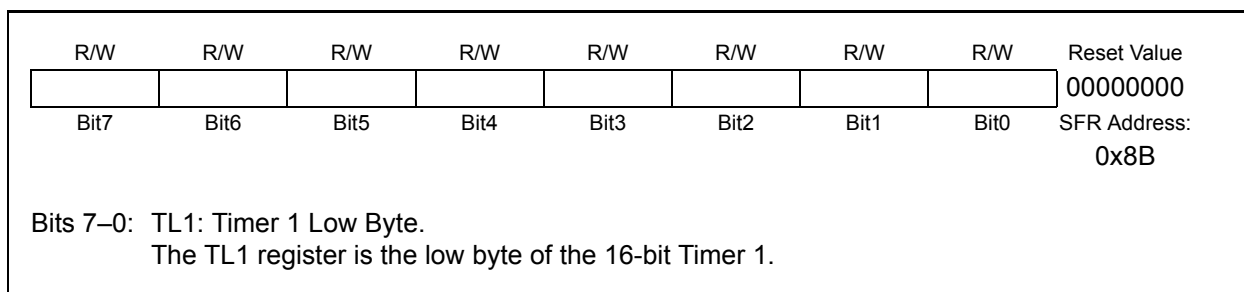 R/W R/W R/W R/W R/W R/W R/W R/W Reset Value
00000000
Bit7 Bit6 Bit5 Bit4 Bit3 Bit2 Bit1 Bit0 SFR Address:
0x8B
Bits 7–0: TL1: Timer 1 Low Byte.
The TL1 register is the low byte of the 16-bit Timer 1.